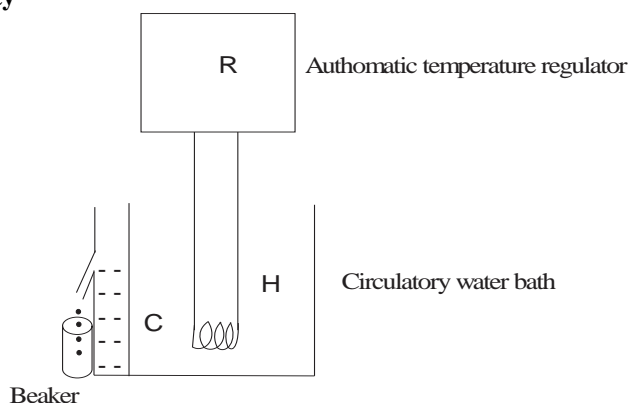 R
Authomatic temperature regulator
H
Circulatory water bath
C
Beaker